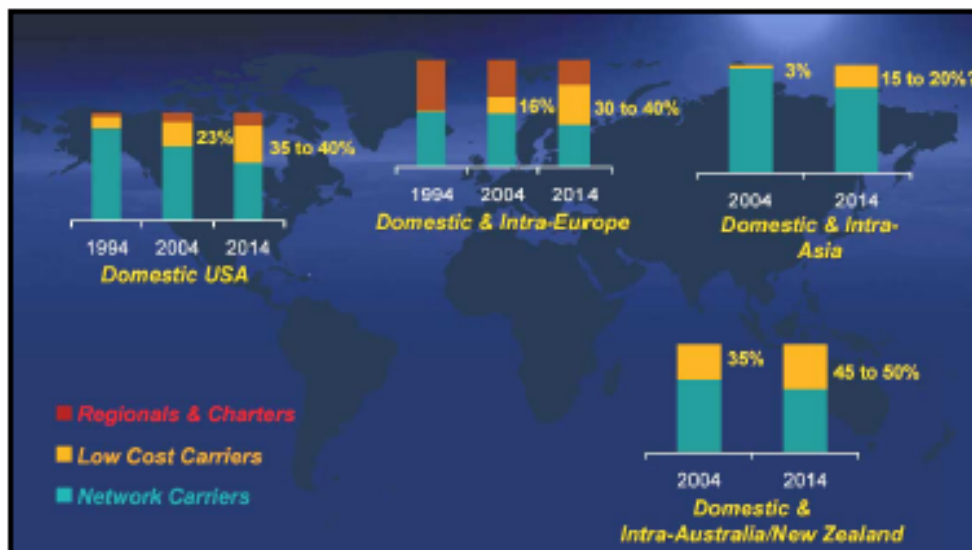 23%
35 to 40%
1994 2004 2014
Domestic USA
16%
30 to 40%
1994 2004 2014
Domestic & Intra-Europe
3%
15 to 20%?
2004 2014
Domestic & Intra-
Asia
35%
45 to 50%
2004 2014
Domestic &
Intra-Australia/New Zealand
Regionals & Charters
Low Cost Carriers
Network Carriers